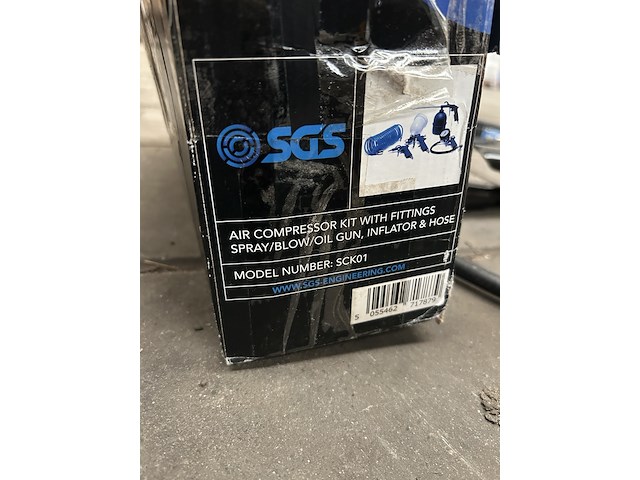 SGS
AIR COMPRESSOR KIT WITH FITTINGS
SPRAY/BLOW/OIL GUN, INFLATOR & HOSE
MODEL NUMBER: SCK01
WWW.SGS-ENGINEERING.COM
5 055462 717879